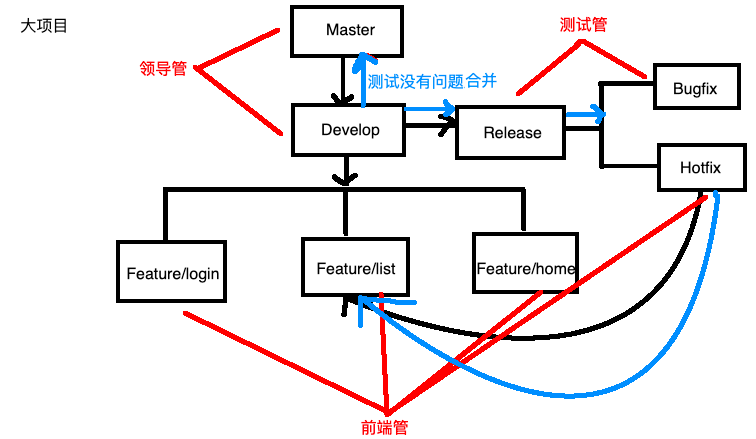 大项目
Master
测试管
领导管
测试没有问题合并
Bugfix
Develop
Release
Hotfix
Feature/login
Feature/list
Feature/home
前端管